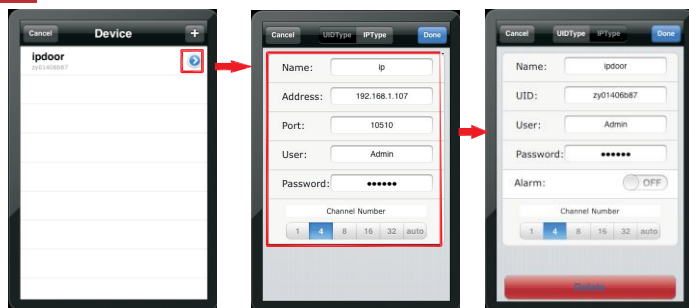 Cancel Device +
ipdoor
zy01406b87
Cancel UIDType IPType Done
Name: ip
Address: 192.168.1.107
Port: 10510
User: Admin
Password: ••••••
Channel Number
1 4 8 16 32 auto
Cancel UIDType IPType Done
Name: ipdoor
UID: zy01406b87
User: Admin
Password: ••••••
Alarm: OFF
Channel Number
1 4 8 16 32 auto
Delete